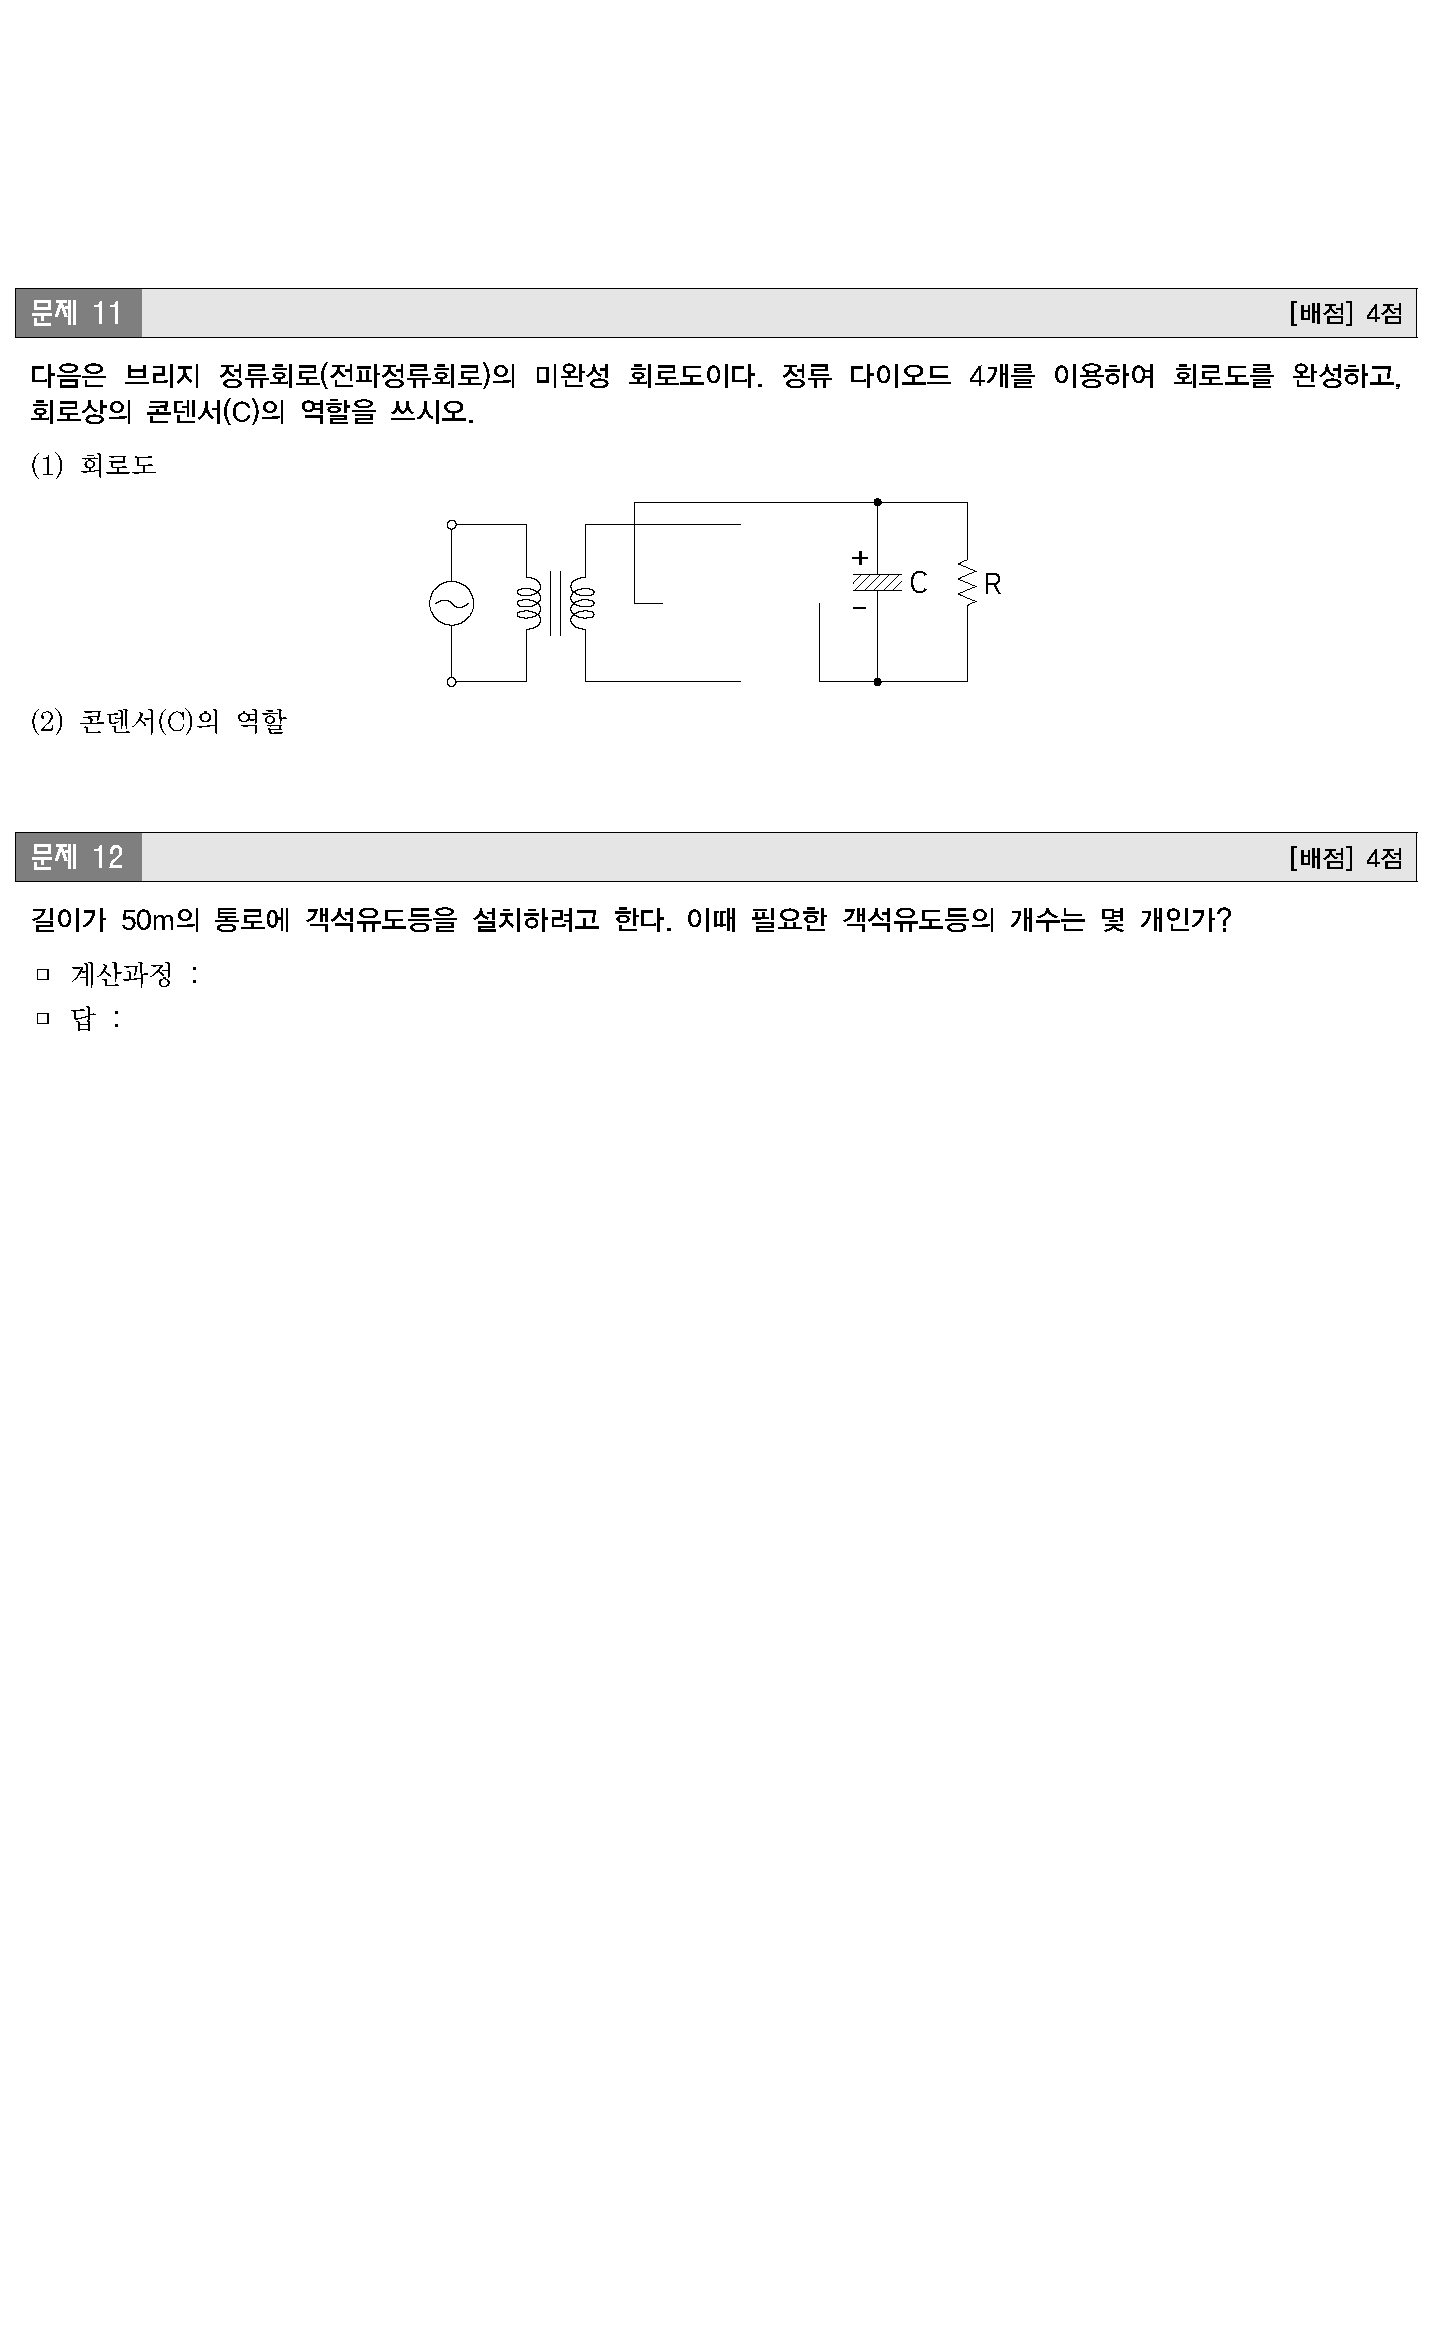 문제 11
[배점] 4점
다음은 브리지 정류회로(전파정류회로)의 미완성 회로도이다. 정류 다이오드 4개를 이용하여 회로도를 완성하고,
회로상의 콘덴서(C)의 역할을 쓰시오.
(1) 회로도
+
C
R
−
(2) 콘덴서(C)의 역할
문제 12
[배점] 4점
길이가 50m의 통로에 객석유도등을 설치하려고 한다. 이때 필요한 객석유도등의 개수는 몇 개인가?
□ 계산과정 :
□ 답 :